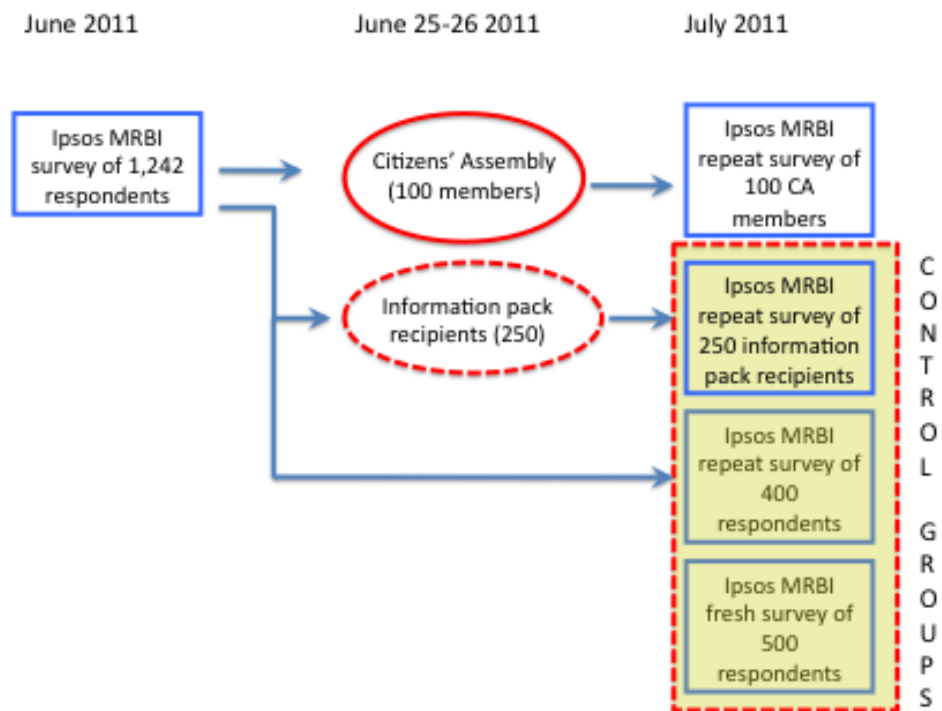 June 2011
June 25-26 2011
July 2011
Ipsos MRBI
survey of 1,242
respondents
Citizens' Assembly
(100 members)
Ipsos MRBI
repeat survey of
100 CA
members
Information pack
recipients (250)
Ipsos MRBI
repeat survey of
250 information
pack recipients
Ipsos MRBI
repeat survey of
400
respondents
Ipsos MRBI
fresh survey of
500
respondents
CONTROL GROUPS